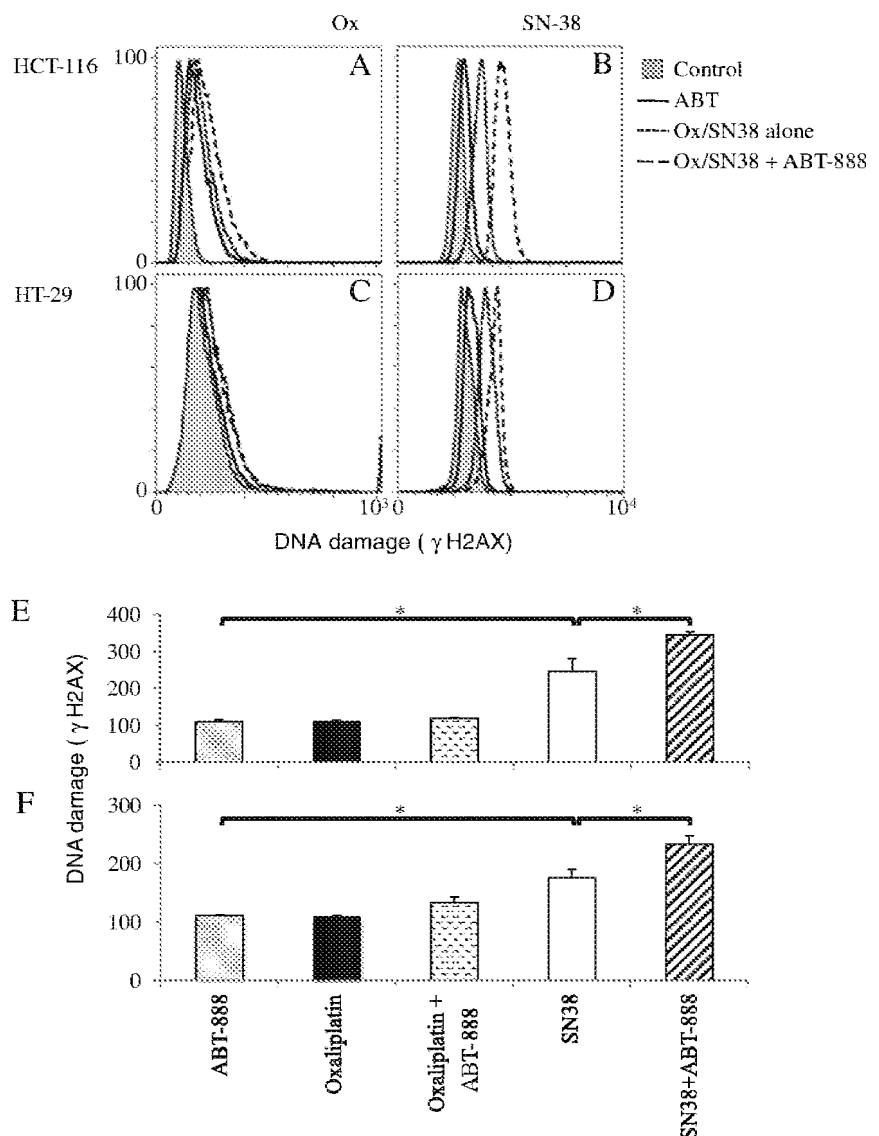 Ox SN-38
HCT-116 100 A B
Control
ABT
Ox/SN38 alone
Ox/SN38 + ABT-888
0
HT-29 100 C D
0
0 10³ 0 10⁴
DNA damage ( γ H2AX)
E
400
300
200
100
0
* *
F
300
200
100
0
* *
DNA damage ( γ H2AX)
ABT-888
Oxaliplatin
Oxaliplatin +
ABT-888
SN38
SN38+ABT-888